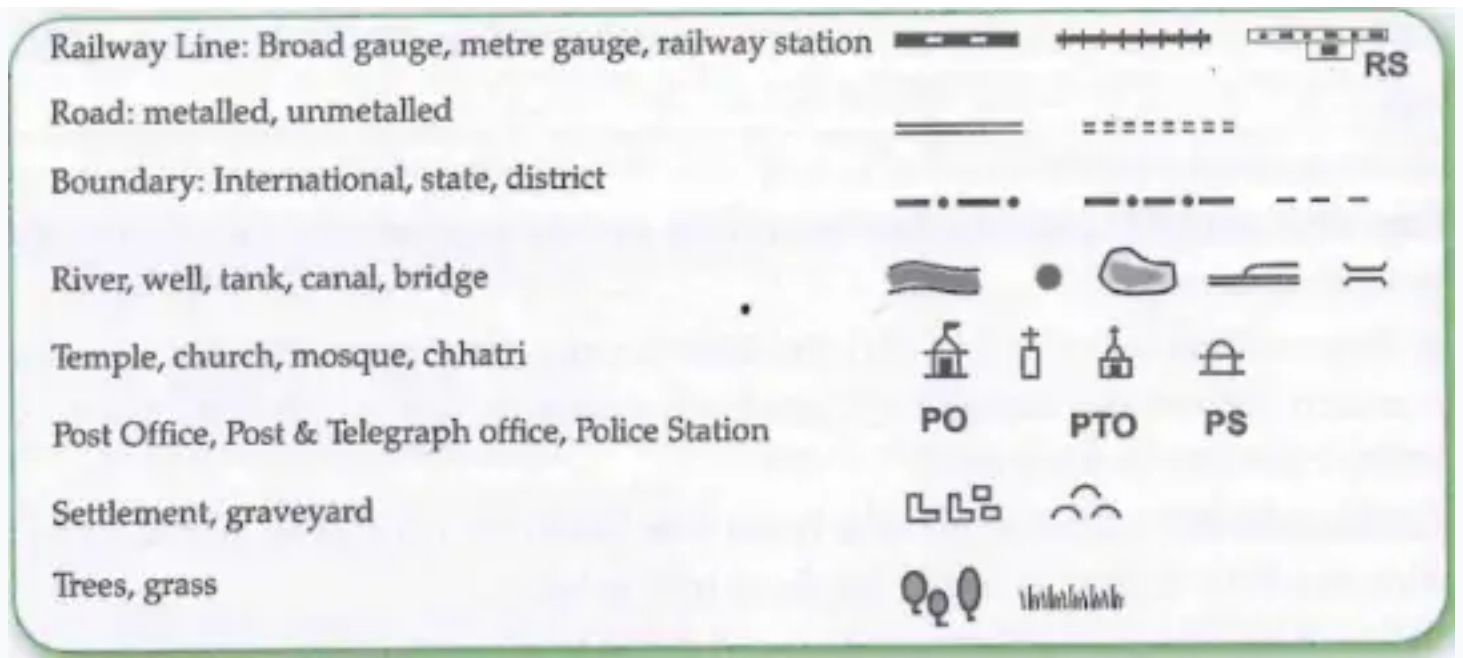 Railway Line: Broad gauge, metre gauge, railway station
RS
Road: metalled, unmetalled
Boundary: International, state, district
River, well, tank, canal, bridge
Temple, church, mosque, chhatri
Post Office, Post & Telegraph office, Police Station
PO PTO PS
Settlement, graveyard
Trees, grass